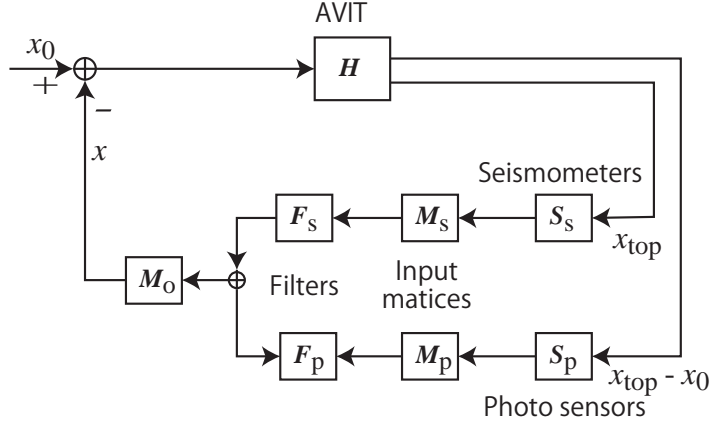 AVIT
x0
+
−
x
H
Seismometers
Fs
Ms
Ss
xtop
Mo
Filters
Input
matices
Fp
Mp
Sp
xtop - x0
Photo sensors